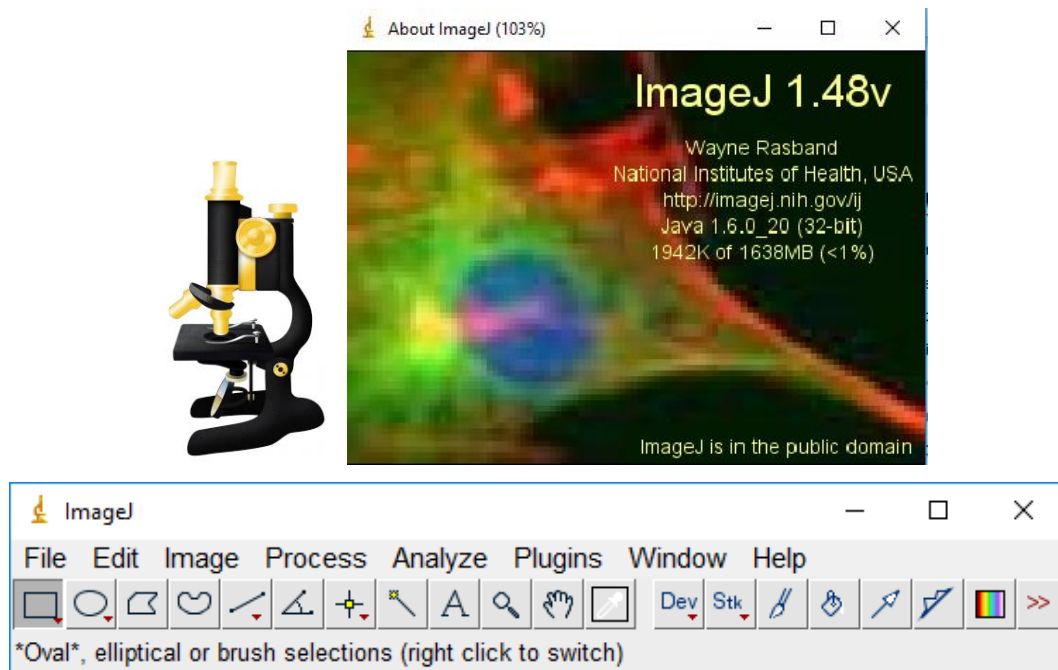 About ImageJ (103%)
ImageJ 1.48v
Wayne Rasband
National Institutes of Health, USA
http://imagej.nih.gov/ij
Java 1.6.0_20 (32-bit)
1942K of 1638MB (<1%)
ImageJ is in the public domain
ImageJ
File Edit Image Process Analyze Plugins Window Help
A Dev Stk >>
*Oval*, elliptical or brush selections (right click to switch)